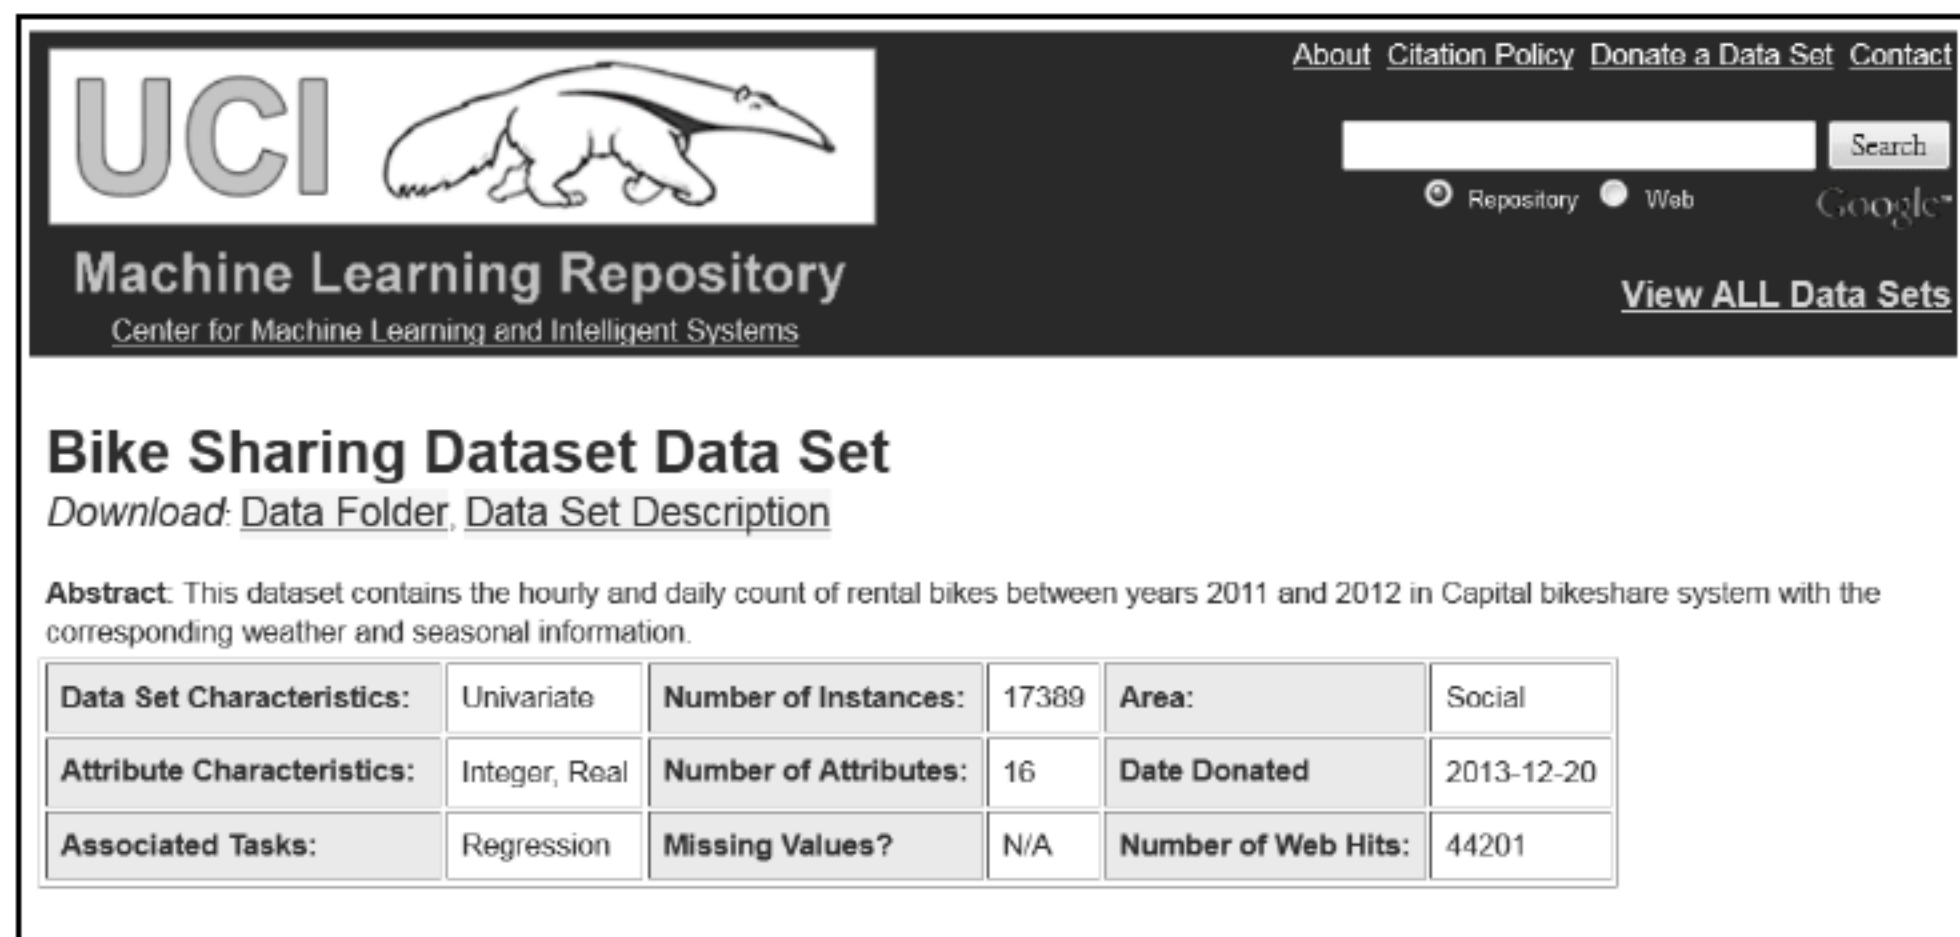 About Citation Policy Donate a Data Set Contact
UCI
Search
Repository Web Google™
Machine Learning Repository
View ALL Data Sets
Center for Machine Learning and Intelligent Systems
Bike Sharing Dataset Data Set
Download: Data Folder, Data Set Description
Abstract: This dataset contains the hourly and daily count of rental bikes between years 2011 and 2012 in Capital bikeshare system with the
corresponding weather and seasonal information.
Data Set Characteristics: Univariate Number of Instances: 17389 Area: Social
Attribute Characteristics: Integer, Real Number of Attributes: 16 Date Donated 2013-12-20
Associated Tasks: Regression Missing Values? N/A Number of Web Hits: 44201